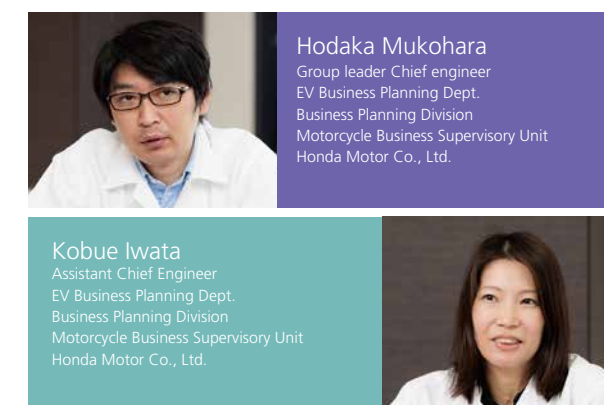 Hodaka Mukohara
Group leader Chief engineer
EV Business Planning Dept.
Business Planning Division
Motorcycle Business Supervisory Unit
Honda Motor Co., Ltd.
Kobue Iwata
Assistant Chief Engineer
EV Business Planning Dept.
Business Planning Division
Motorcycle Business Supervisory Unit
Honda Motor Co., Ltd.